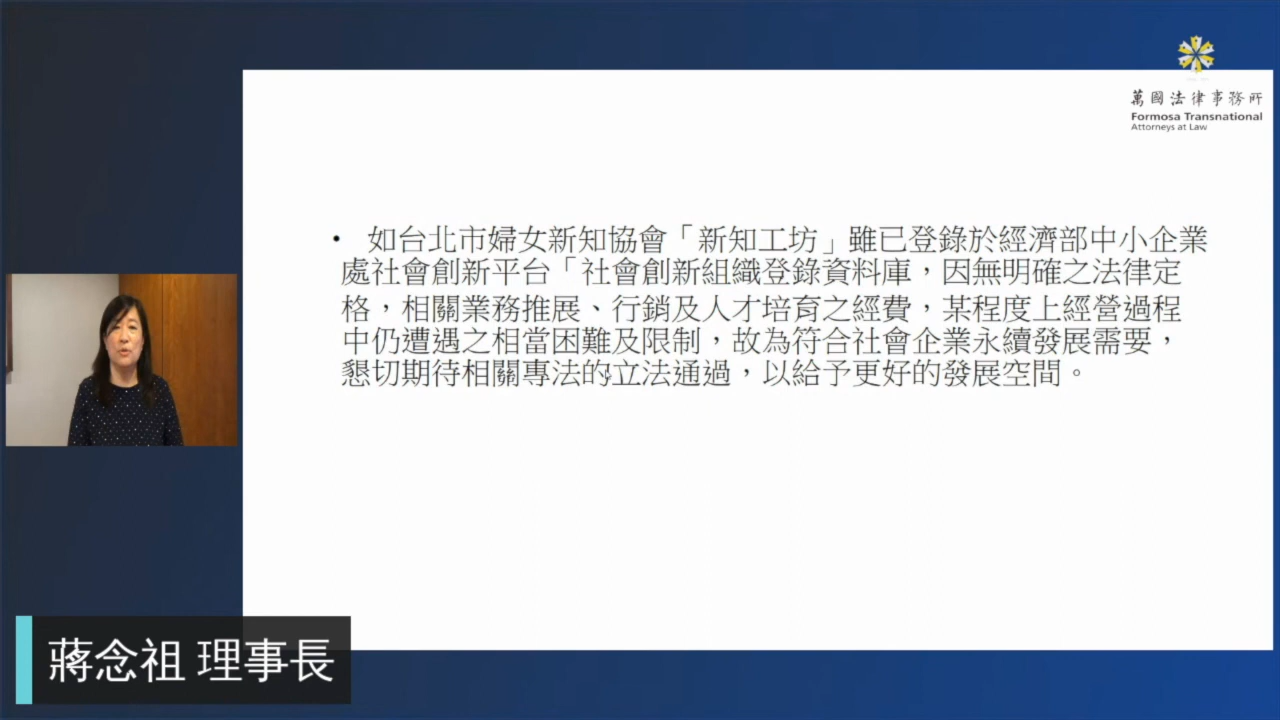 萬國法律事務所
Formosa Transnational
Attorneys at Law
• 如台北市婦女新知協會「新知工坊」雖已登錄於經濟部中小企業
處社會創新平台「社會創新組織登錄資料庫，因無明確之法律定
格，相關業務推展、行銷及人才培育之經費，某程度上經營過程
中仍遭遇之相當困難及限制，故為符合社會企業永續發展需要，
懇切期待相關專法的立法通過，以給予更好的發展空間。
蔣念祖 理事長